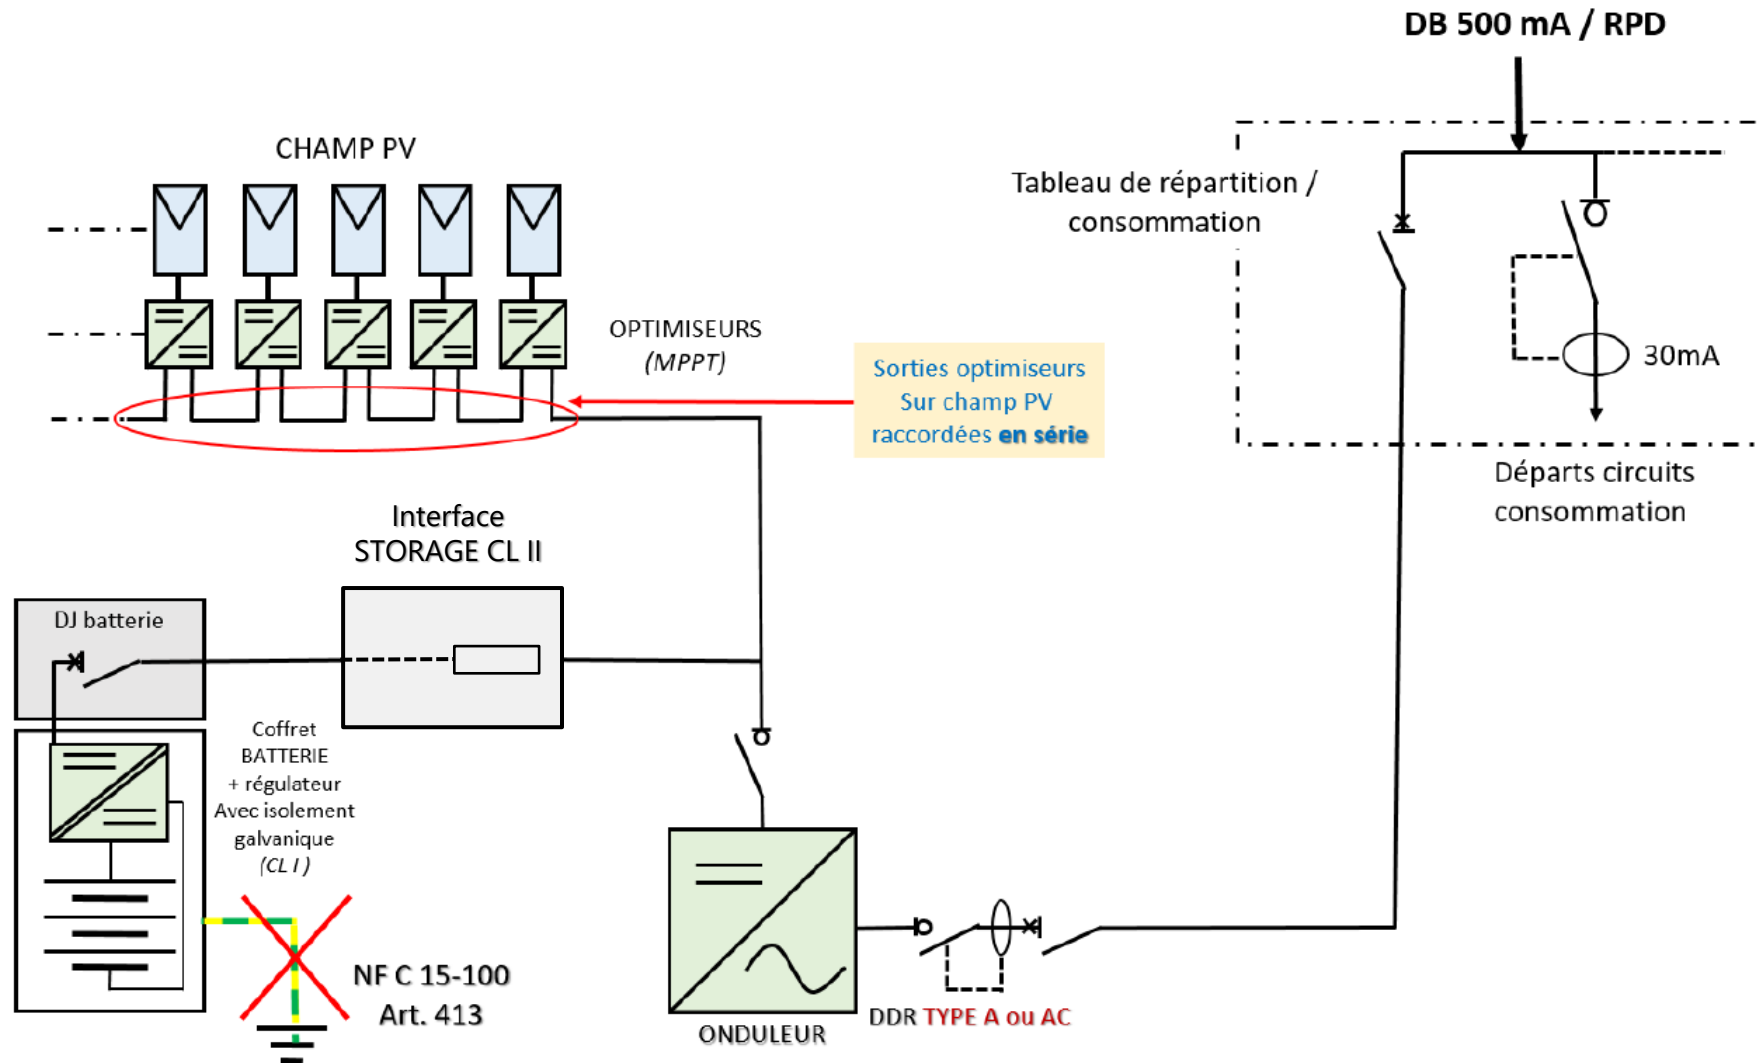 DB 500 mA / RPD
CHAMP PV
Tableau de répartition /
consommation
OPTIMISEURS
(MPPT)
Sorties optimiseurs
Sur champ PV
raccordées en série
30mA
Départs circuits
consommation
Interface
STORAGE CL II
DJ batterie
Coffret
BATTERIE
+ régulateur
Avec isolement
galvanique
(CL I)
NF C 15-100
Art. 413
ONDULEUR
DDR TYPE A ou AC